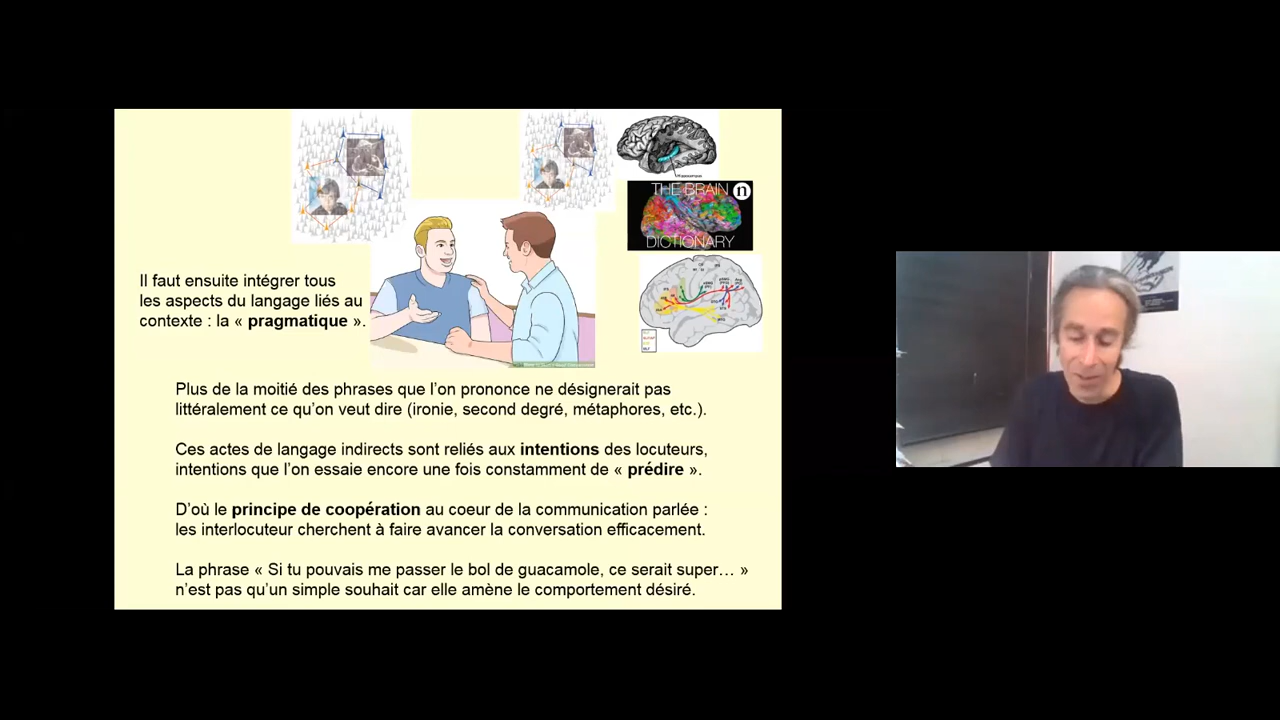 THE BRAIN n
DICTIONARY
Il faut ensuite intégrer tous
les aspects du langage liés au
contexte : la « pragmatique ».
Plus de la moitié des phrases que l’on prononce ne désignerait pas
littéralement ce qu’on veut dire (ironie, second degré, métaphores, etc.).
Ces actes de langage indirects sont reliés aux intentions des locuteurs,
intentions que l’on essaie encore une fois constamment de « prédire ».
D’où le principe de coopération au coeur de la communication parlée :
les interlocuteur cherchent à faire avancer la conversation efficacement.
La phrase « Si tu pouvais me passer le bol de guacamole, ce serait super… »
n’est pas qu’un simple souhait car elle amène le comportement désiré.